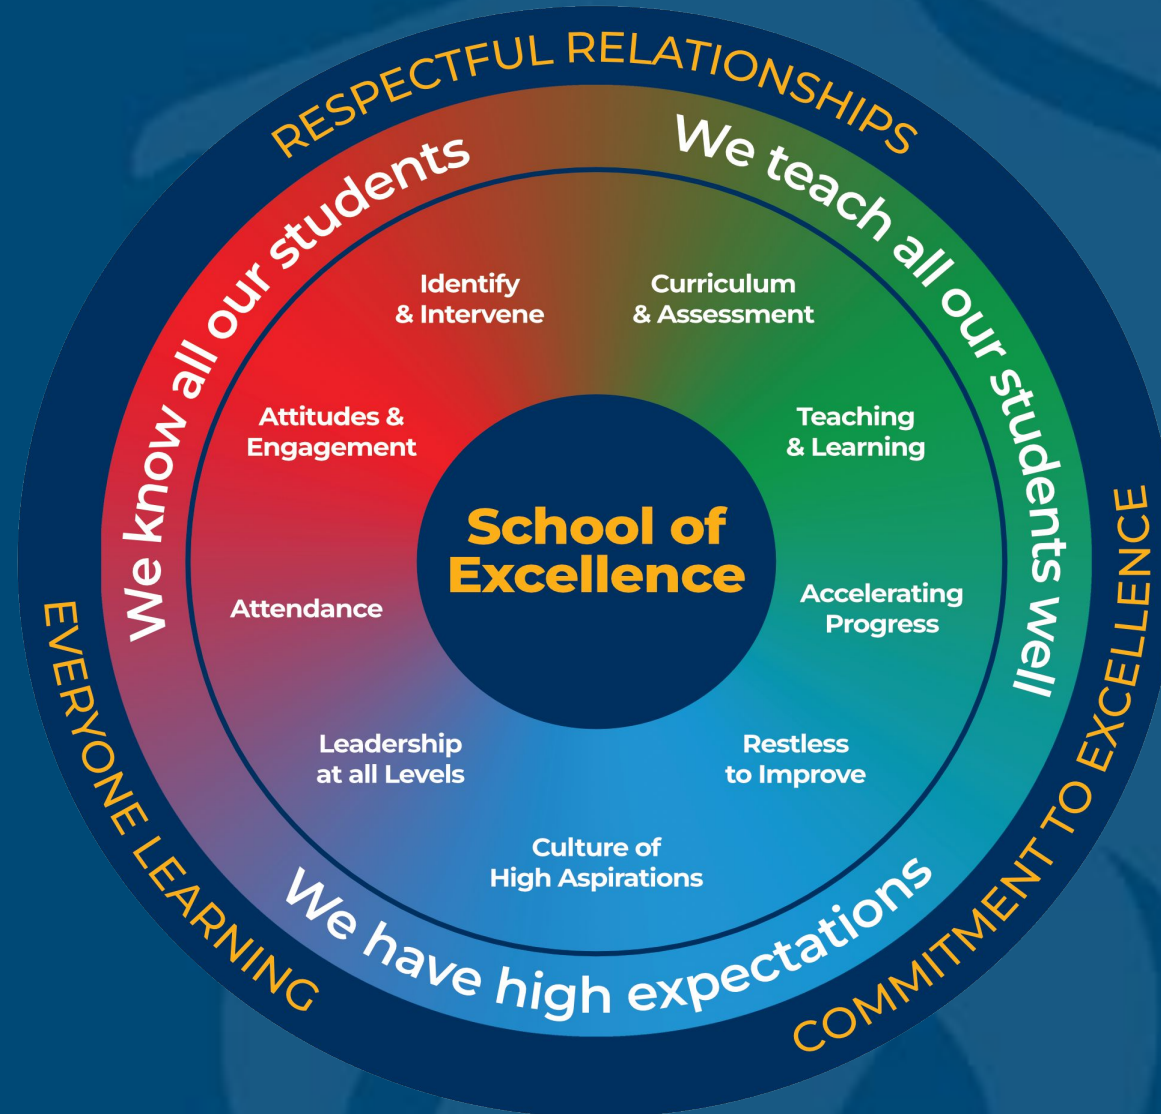 RESPECTFUL RELATIONSHIPS
We know all our students
We teach all our students well
Identify
& Intervene
Curriculum
& Assessment
Attitudes &
Engagement
Teaching
& Learning
School of
Excellence
Attendance
Accelerating
Progress
Leadership
at all Levels
Restless
to Improve
Culture of
High Aspirations
We have high expectations
EVERYONE LEARNING
COMMITMENT TO EXCELLENCE